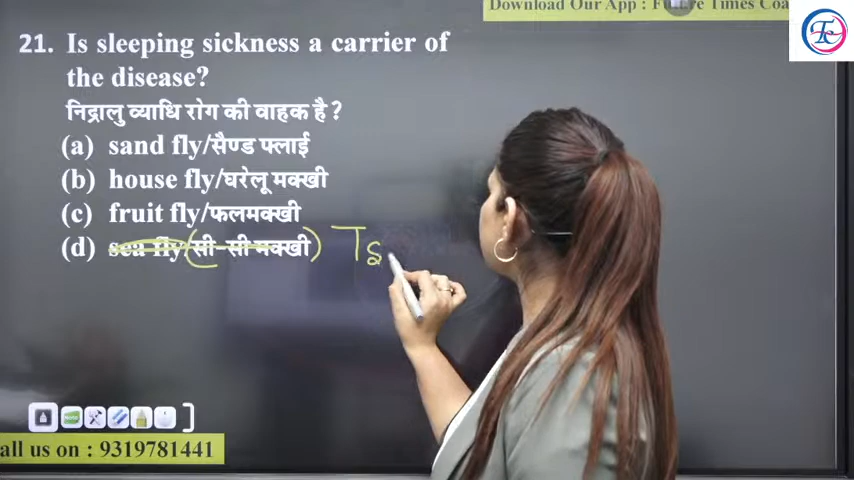 Download Our App : Future Times Coa
21. Is sleeping sickness a carrier of
the disease?
निद्रालु व्याधि रोग की वाहक है ?
(a) sand fly/सैण्ड फ्लाई
(b) house fly/घरेलू मक्खी
(c) fruit fly/फलमक्खी
(d) sea fly/(सी-सी मक्खी) Ts
all us on : 9319781441